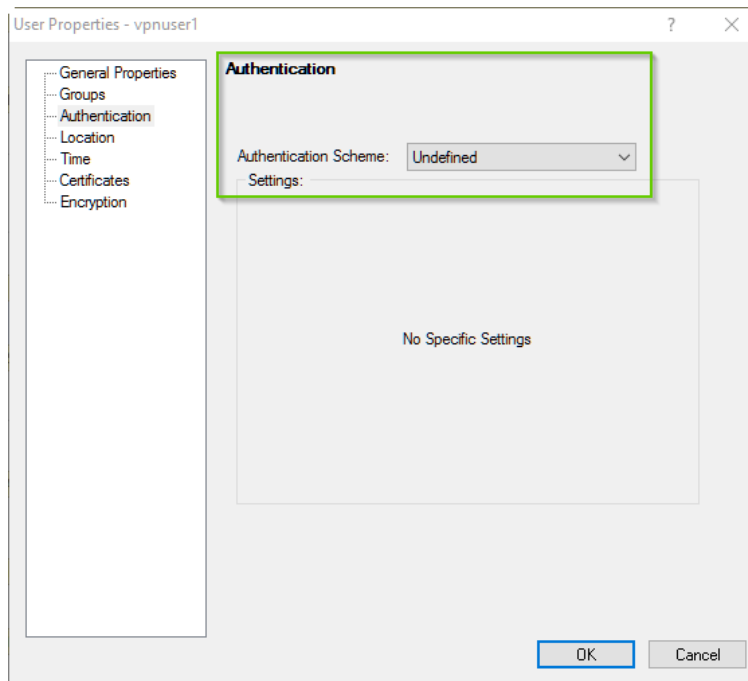 User Properties - vpnuser1
?
General Properties
Groups
Authentication
Location
Time
Certificates
Encryption
Authentication
Authentication Scheme:
Undefined
Settings:
No Specific Settings
OK
Cancel